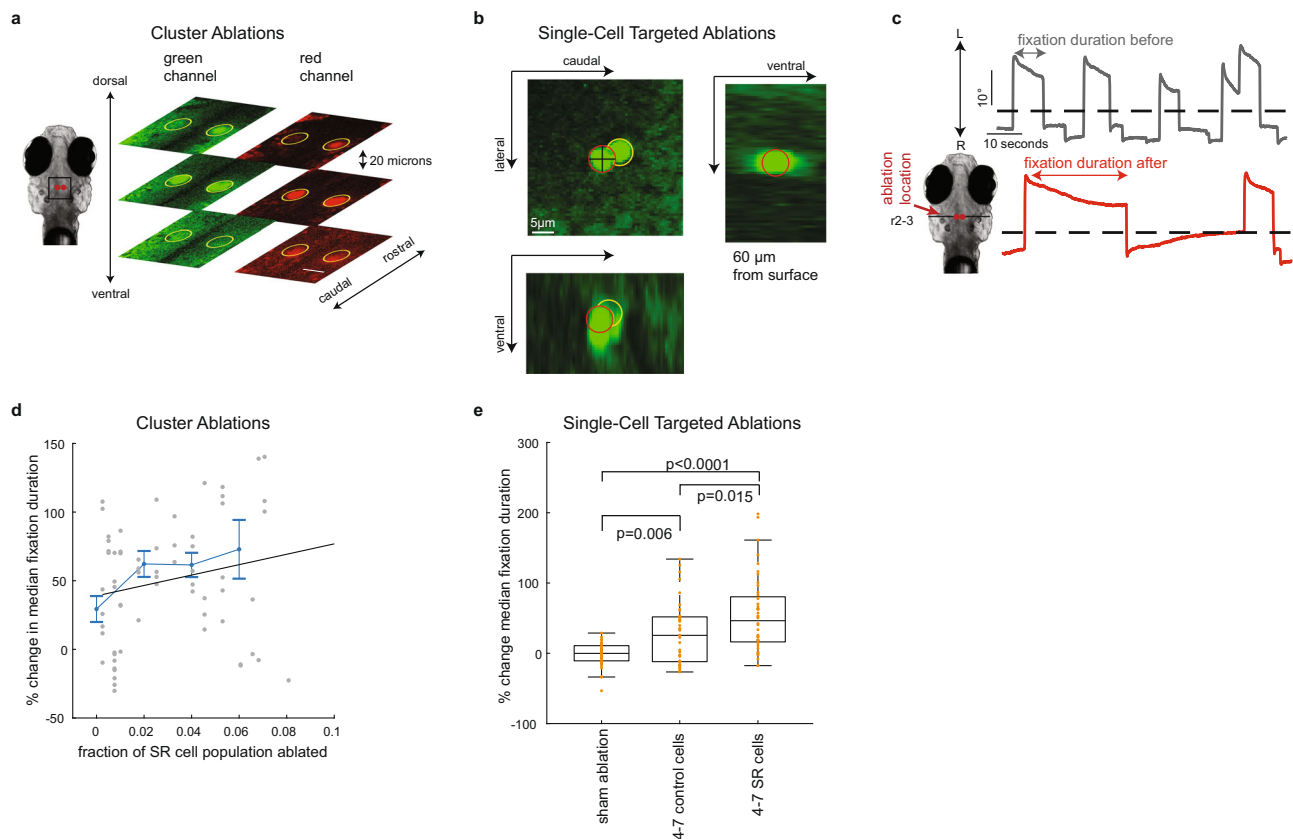 a
Cluster Ablations
green
channel
red
channel
dorsal
20 microns
ventral
caudal
rostral
b
Single-Cell Targeted Ablations
caudal
lateral
5μm
ventral
60 μm
from surface
ventral
c
L
R
fixation duration before
10°
10 seconds
fixation duration after
ablation
location
r2-3
d
Cluster Ablations
% change in median fixation duration
150
100
50
0
-50
0
0.02
0.04
0.06
0.08
0.1
fraction of SR cell population ablated
e
Single-Cell Targeted Ablations
% change median fixation duration
300
200
100
0
-100
p<0.0001
p=0.015
p=0.006
sham ablation
4-7 control cells
4-7 SR cells